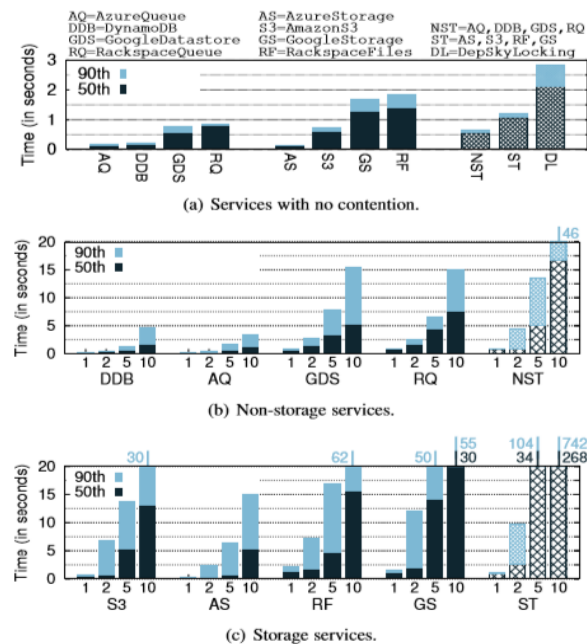 AQ=AzureQueue AS=AzureStorage
DDB=DynamoDB S3=AmazonS3 NST=AQ,DDB,GDS,RQ
GDS=GoogleDatastore GS=GoogleStorage ST=AS,S3,RF,GS
RQ=RackspaceQueue RF=RackspaceFiles DL=DepSkyLocking
Time (in seconds)
3
2
1
0
90th
50th
AQ DDB GDS RQ AS S3 GS RF NST ST DL
(a) Services with no contention.
46
Time (in seconds)
20
15
10
5
0
90th
50th
1 2 5 10 1 2 5 10 1 2 5 10 1 2 5 10 1 2 5 10
DDB AQ GDS RQ NST
(b) Non-storage services.
55 104 742
30 62 50 30 34 268
Time (in seconds)
20
15
10
5
0
90th
50th
1 2 5 10 1 2 5 10 1 2 5 10 1 2 5 10 1 2 5 10
S3 AS RF GS ST
(c) Storage services.